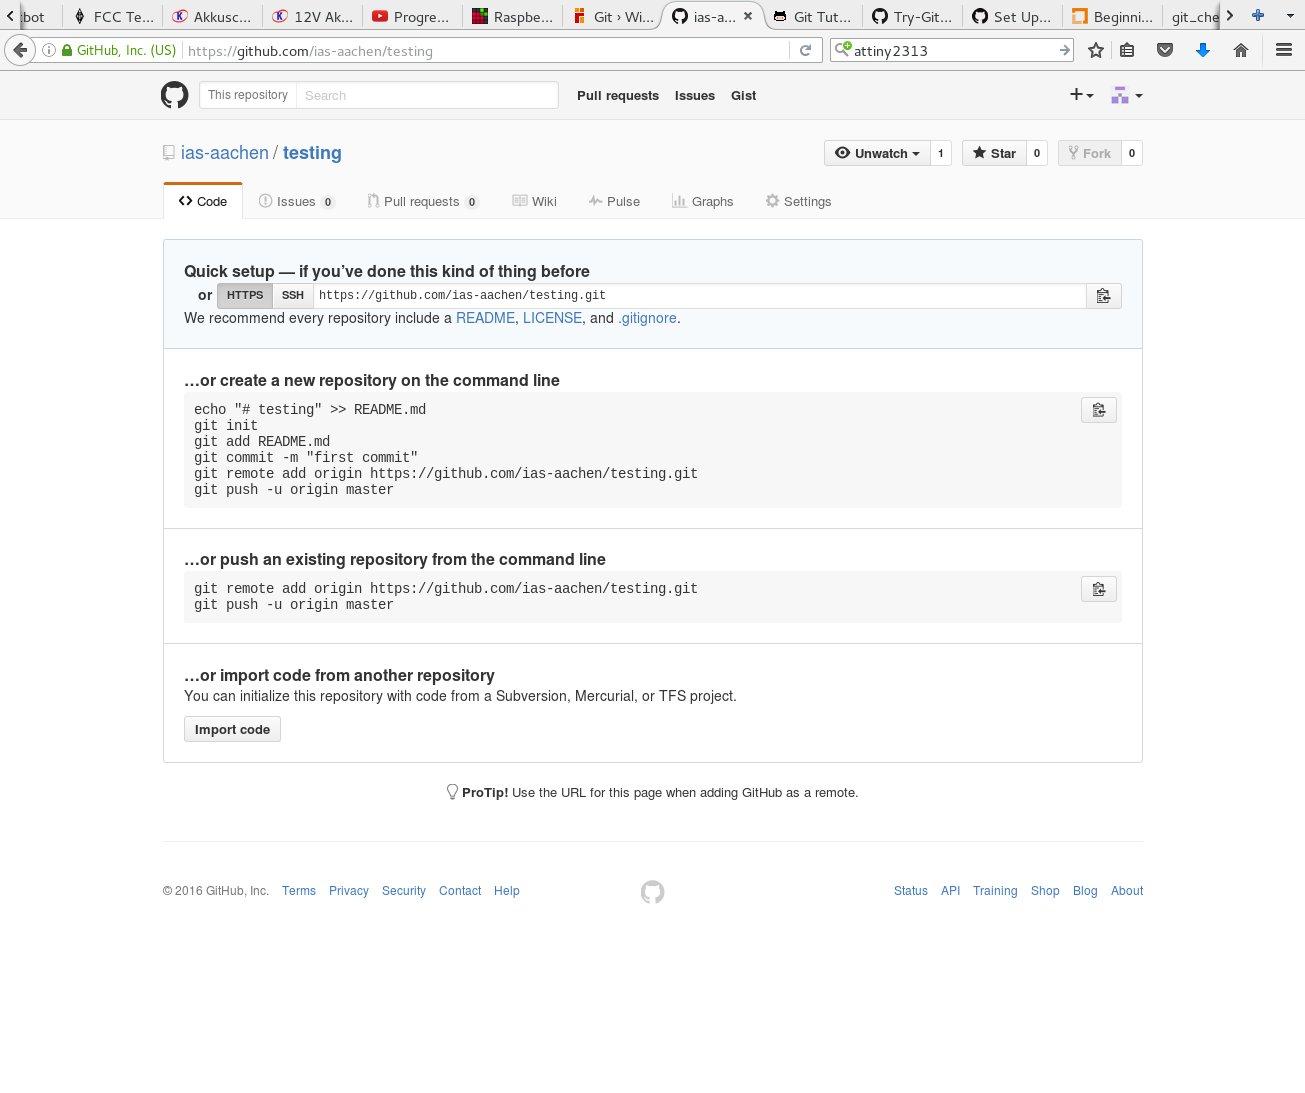 bot FCC Te... Akkusc... 12V Ak... Progre... Raspbe... Git › Wi... ias-a... Git Tut... Try-Git... Set Up... Beginni... git_che
GitHub, Inc. (US) https://github.com/ias-aachen/testing attiny2313
This repository Search Pull requests Issues Gist
ias-aachen / testing Unwatch 1 Star 0 Fork 0
Code Issues 0 Pull requests 0 Wiki Pulse Graphs Settings
Quick setup — if you’ve done this kind of thing before
or HTTPS SSH https://github.com/ias-aachen/testing.git
We recommend every repository include a README, LICENSE, and .gitignore.
…or create a new repository on the command line
echo "# testing" >> README.md
git init
git add README.md
git commit -m "first commit"
git remote add origin https://github.com/ias-aachen/testing.git
git push -u origin master
…or push an existing repository from the command line
git remote add origin https://github.com/ias-aachen/testing.git
git push -u origin master
…or import code from another repository
You can initialize this repository with code from a Subversion, Mercurial, or TFS project.
Import code
ProTip! Use the URL for this page when adding GitHub as a remote.
© 2016 GitHub, Inc. Terms Privacy Security Contact Help Status API Training Shop Blog About